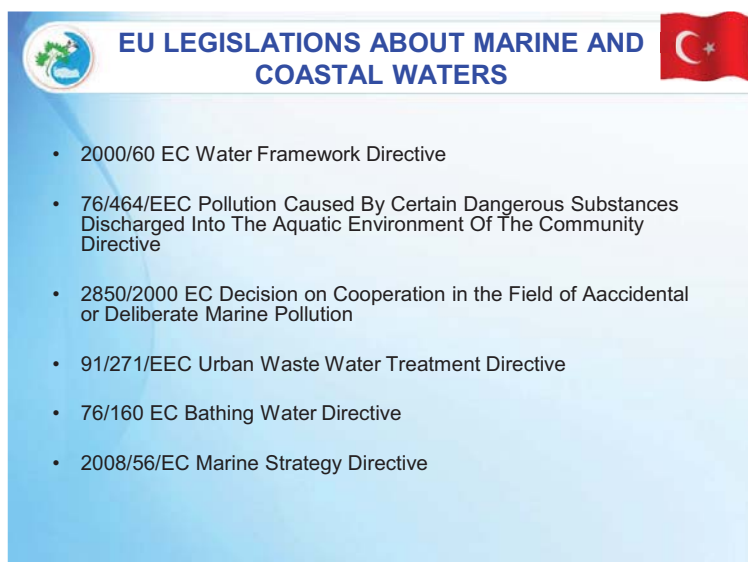 EU LEGISLATIONS ABOUT MARINE AND
COASTAL WATERS
• 2000/60 EC Water Framework Directive
• 76/464/EEC Pollution Caused By Certain Dangerous Substances
Discharged Into The Aquatic Environment Of The Community
Directive
• 2850/2000 EC Decision on Cooperation in the Field of Aaccidental
or Deliberate Marine Pollution
• 91/271/EEC Urban Waste Water Treatment Directive
• 76/160 EC Bathing Water Directive
• 2008/56/EC Marine Strategy Directive